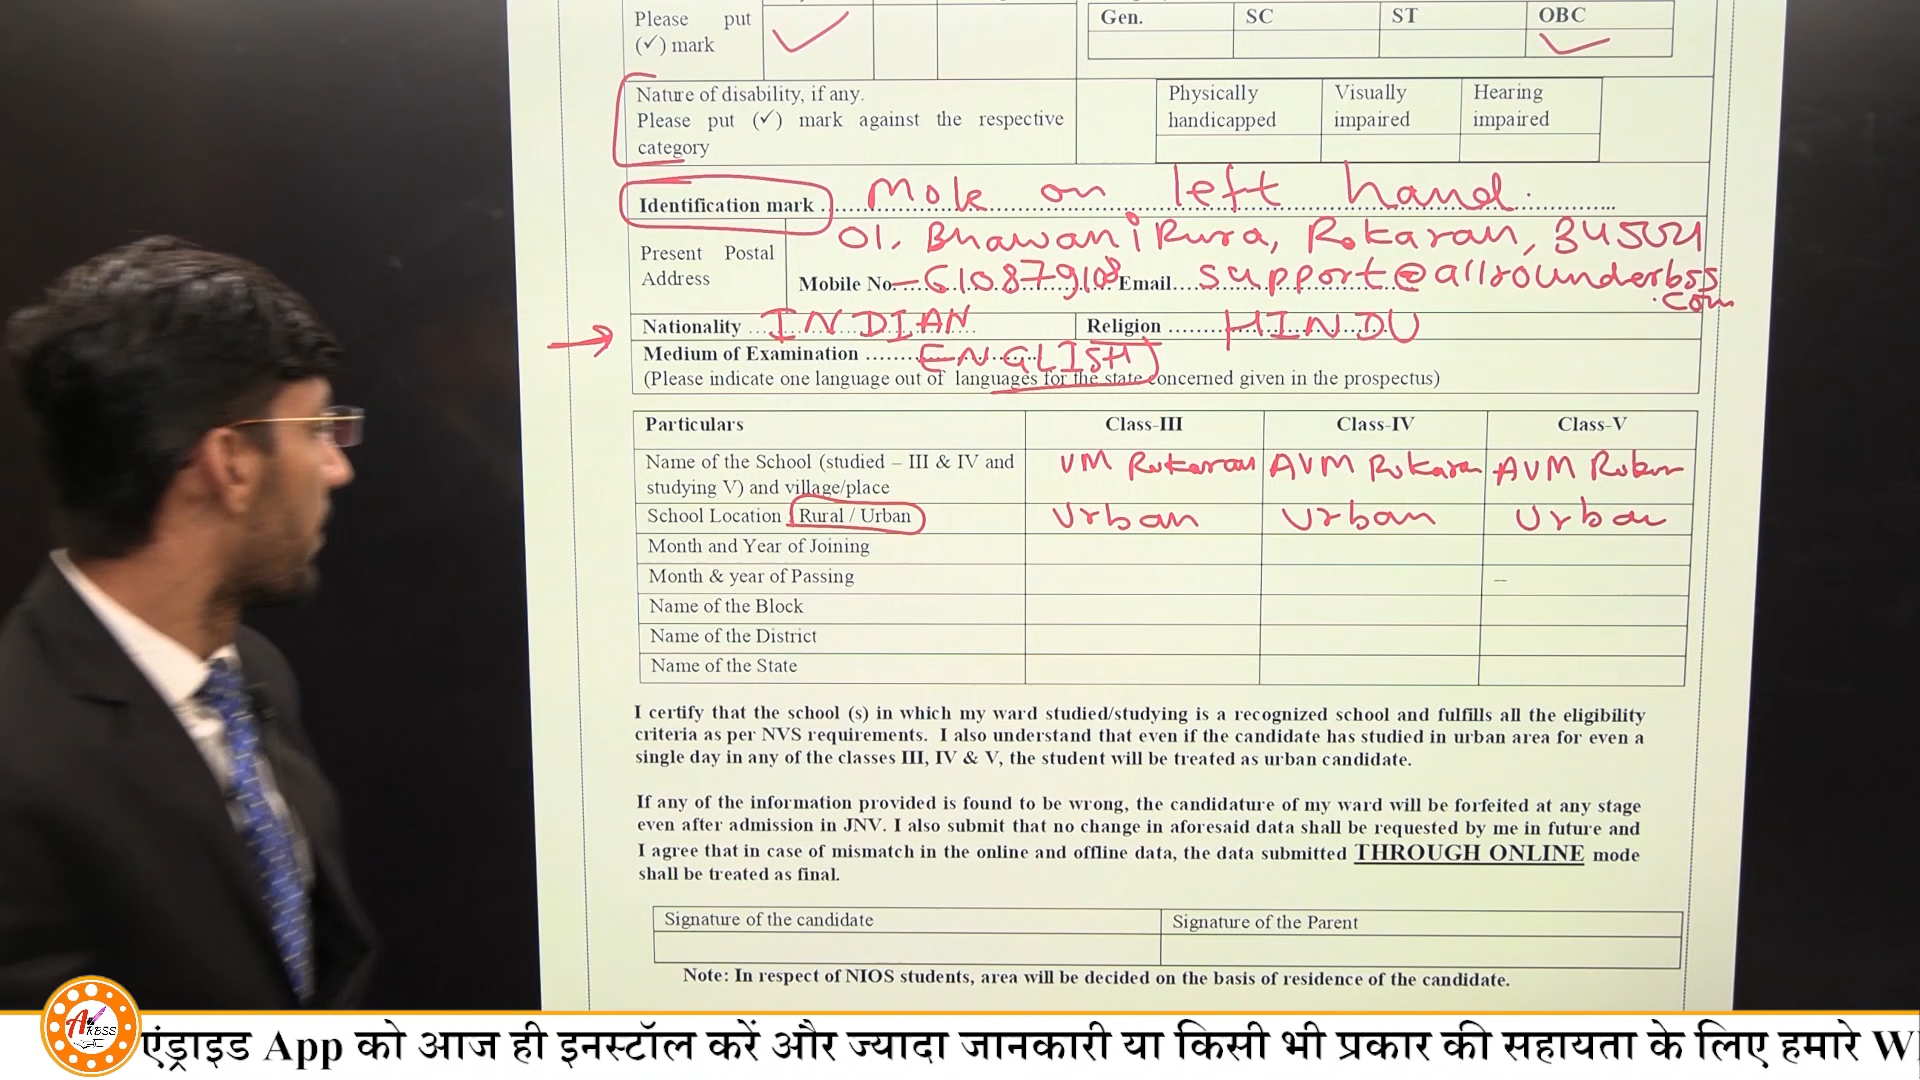 Please put
(✓) mark
Gen. SC ST OBC
Nature of disability, if any.
Please put (✓) mark against the respective
category
Physically
handicapped
Visually
impaired
Hearing
impaired
Identification mark Mole on left hand.
Present Postal
Address
01, Bhawanipura, Pokaran, 345021
Mobile No Email support@allrounderbss
.com
Nationality INDIAN
Religion HINDU
Medium of Examination ENGLISH
(Please indicate one language out of languages for the state concerned given in the prospectus)
Particulars Class-III Class-IV Class-V
Name of the School (studied – III & IV and
studying V) and village/place
VM Pokaran AVM Pokaran AVM
School Location Rural / Urban Urban Urban Urban
Month and Year of Joining
Month & year of Passing –
Name of the Block
Name of the District
Name of the State
I certify that the school (s) in which my ward studied/studying is a recognized school and fulfills all the eligibility
criteria as per NVS requirements. I also understand that even if the candidate has studied in urban area for even a
single day in any of the classes III, IV & V, the student will be treated as urban candidate.
If any of the information provided is found to be wrong, the candidature of my ward will be forfeited at any stage
even after admission in JNV. I also submit that no change in aforesaid data shall be requested by me in future and
I agree that in case of mismatch in the online and offline data, the data submitted THROUGH ONLINE mode
shall be treated as final.
Signature of the candidate Signature of the Parent
Note: In respect of NIOS students, area will be decided on the basis of residence of the candidate.
एंड्राइड App को आज ही इनस्टॉल करें और ज्यादा जानकारी या किसी भी प्रकार की सहायता के लिए हमारे